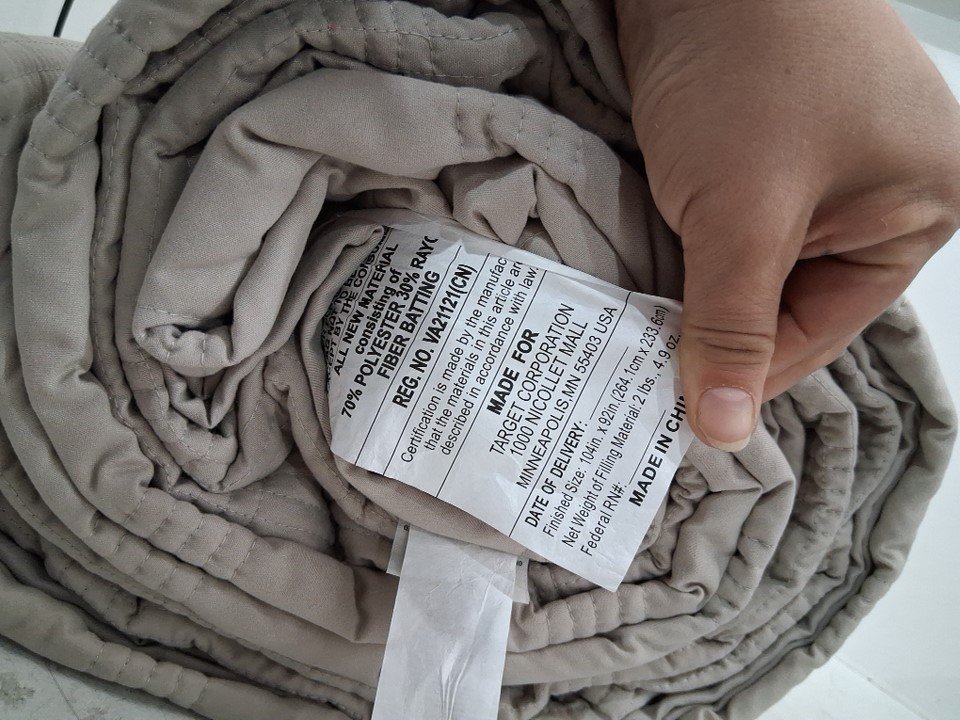 ALL NEW MATERIAL
consisting of
70% POLYESTER 30% RAYO
FIBER BATTING
REG. NO. VA21121(CN)
Certification is made by the manufac
that the materials in this article are
described in accordance with law.
MADE FOR
TARGET CORPORATION
1000 NICOLLET MALL
MINNEAPOLIS, MN 55403 USA
DATE OF DELIVERY:
Finished Size: 104in. x 92in (264.1cm x 233.6cm)
Net Weight of Filling Material: 2 lbs., 4.9 oz.
Federal RN#:
MADE IN CHIN